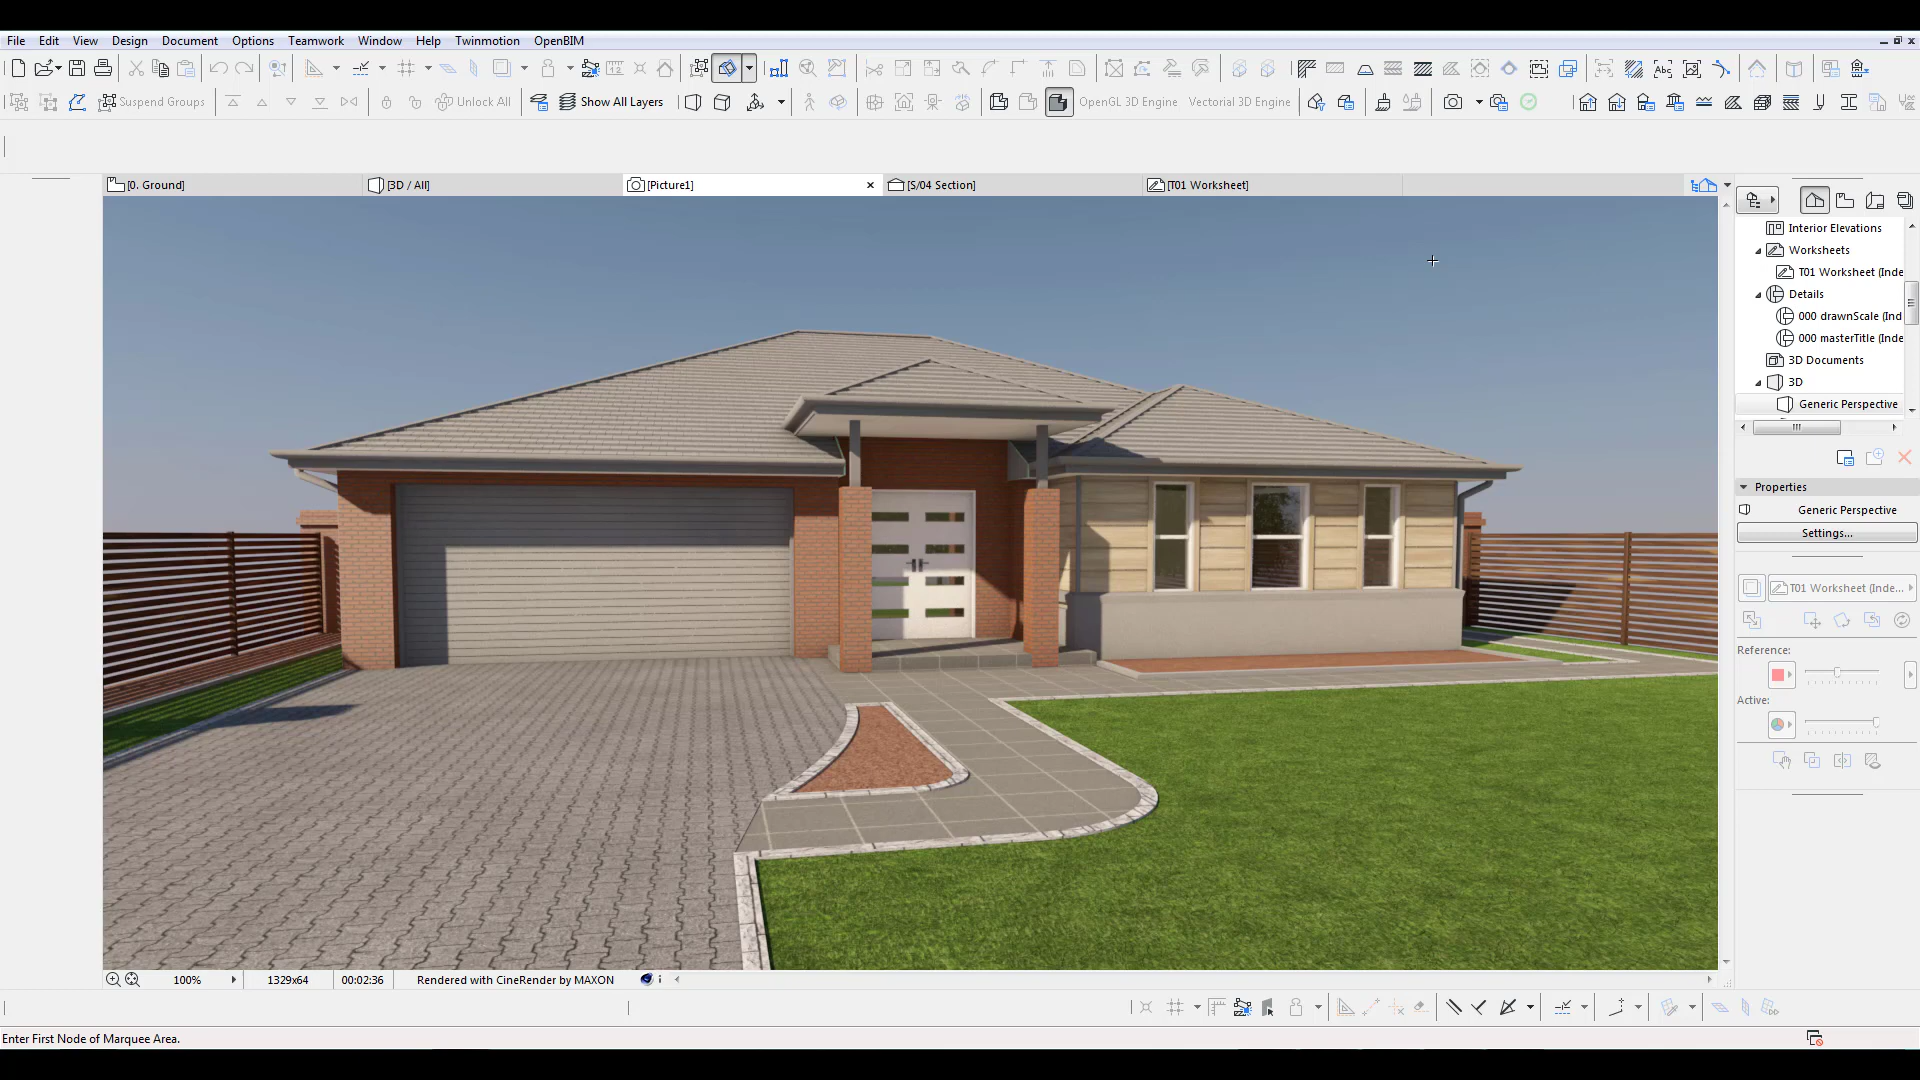 File Edit View Design Document Options Teamwork Window Help Twinmotion OpenBIM
Suspend Groups Unlock All Show All Layers OpenGL 3D Engine Vectorial 3D Engine
[0. Ground] [3D / All] [Picture1] [S/04 Section] [T01 Worksheet]
Interior Elevations
Worksheets
T01 Worksheet (Inde
Details
000 drawnScale (Ind
000 masterTitle (Inde
3D Documents
3D
Generic Perspective
Properties
Generic Perspective
Settings...
T01 Worksheet (Inde...
Reference:
Active:
100% 1329x64 00:02:36 Rendered with CineRender by MAXON
Enter First Node of Marquee Area.